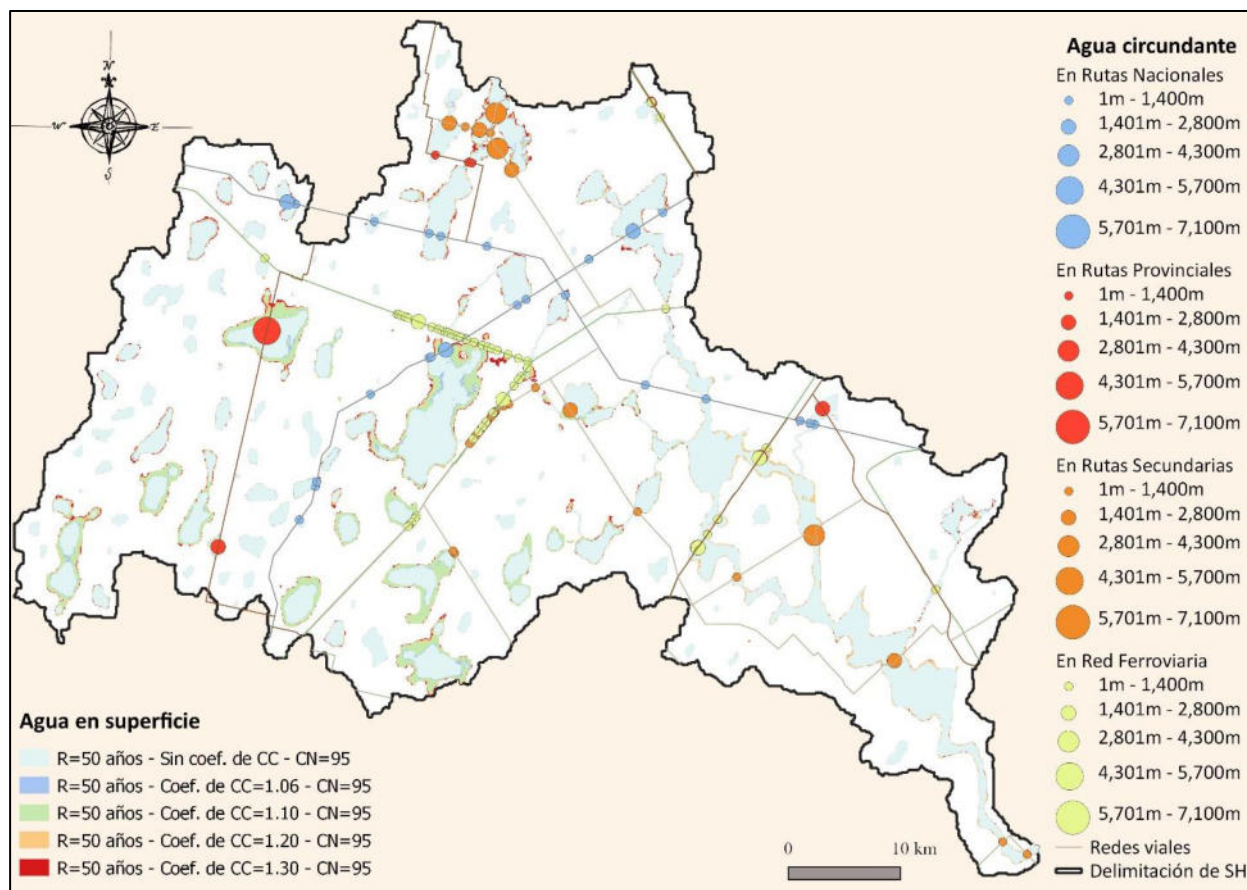 N
W
E
S
Agua circundante
En Rutas Nacionales
1m - 1,400m
1,401m - 2,800m
2,801m - 4,300m
4,301m - 5,700m
5,701m - 7,100m
En Rutas Provinciales
1m - 1,400m
1,401m - 2,800m
2,801m - 4,300m
4,301m - 5,700m
5,701m - 7,100m
En Rutas Secundarias
1m - 1,400m
1,401m - 2,800m
2,801m - 4,300m
4,301m - 5,700m
5,701m - 7,100m
En Red Ferroviaria
1m - 1,400m
1,401m - 2,800m
2,801m - 4,300m
4,301m - 5,700m
5,701m - 7,100m
Redes viales
Delimitación de SH
Agua en superficie
R=50 años - Sin coef. de CC - CN=95
R=50 años - Coef. de CC=1.06 - CN=95
R=50 años - Coef. de CC=1.10 - CN=95
R=50 años - Coef. de CC=1.20 - CN=95
R=50 años - Coef. de CC=1.30 - CN=95
0 10 km